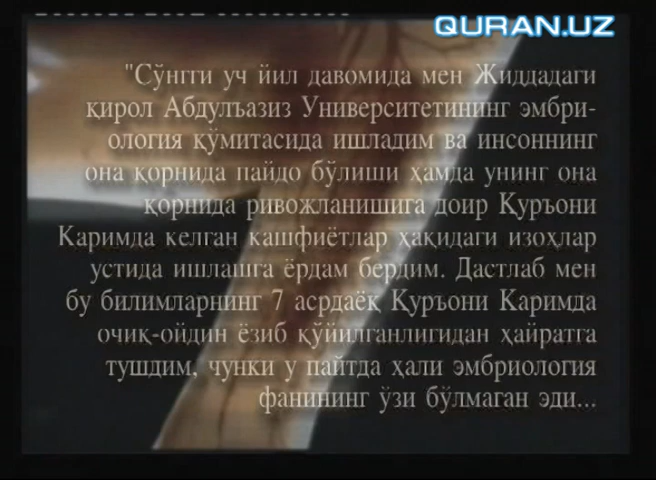 QURAN.UZ
"Сўнгги уч йил давомида мен Жиддадаги
қирол Абдулъазиз Университетининг эмбри-
ология қўмитасида ишладим ва инсоннинг
она қорнида пайдо бўлиши ҳамда унинг она
қорнида ривожланишига доир Қуръони
Каримда келган кашфиётлар ҳақидаги изоҳлар
устида ишлашга ёрдам бердим. Дастлаб мен
бу билимларнинг 7 асрдаёқ Қуръони Каримда
очиқ-ойдин ёзиб қўйилганлигидан ҳайратга
тушдим, чунки у пайтда ҳали эмбриология
фанининг ўзи бўлмаган эди...